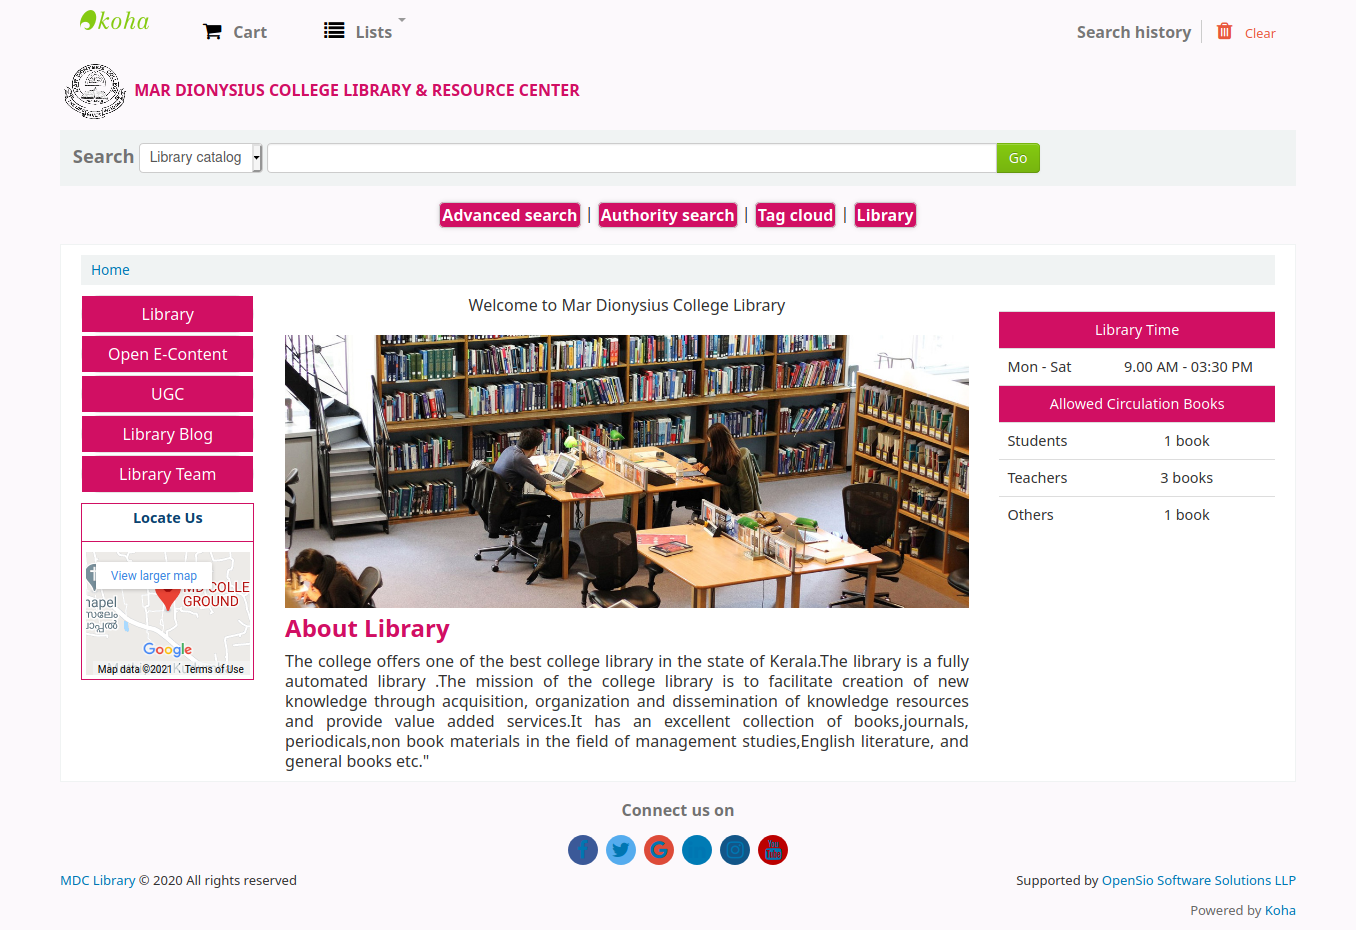 koha
Cart
Lists
Search history
Clear
MAR DIONYSIUS COLLEGE LIBRARY & RESOURCE CENTER
Search
Library catalog
Go
Advanced search | Authority search | Tag cloud | Library
Home
Library
Open E-Content
UGC
Library Blog
Library Team
Locate Us
View larger map
MD COLLE
GROUND
hapel
Google
Map data ©2021
Terms of Use
Welcome to Mar Dionysius College Library
About Library
The college offers one of the best college library in the state of Kerala.The library is a fully
automated library .The mission of the college library is to facilitate creation of new
knowledge through acquisition, organization and dissemination of knowledge resources
and provide value added services.It has an excellent collection of books,journals,
periodicals,non book materials in the field of management studies,English literature, and
general books etc."
Library Time
Mon - Sat 9.00 AM - 03:30 PM
Allowed Circulation Books
Students 1 book
Teachers 3 books
Others 1 book
Connect us on
You
Tube
MDC Library © 2020 All rights reserved
Supported by OpenSio Software Solutions LLP
Powered by Koha